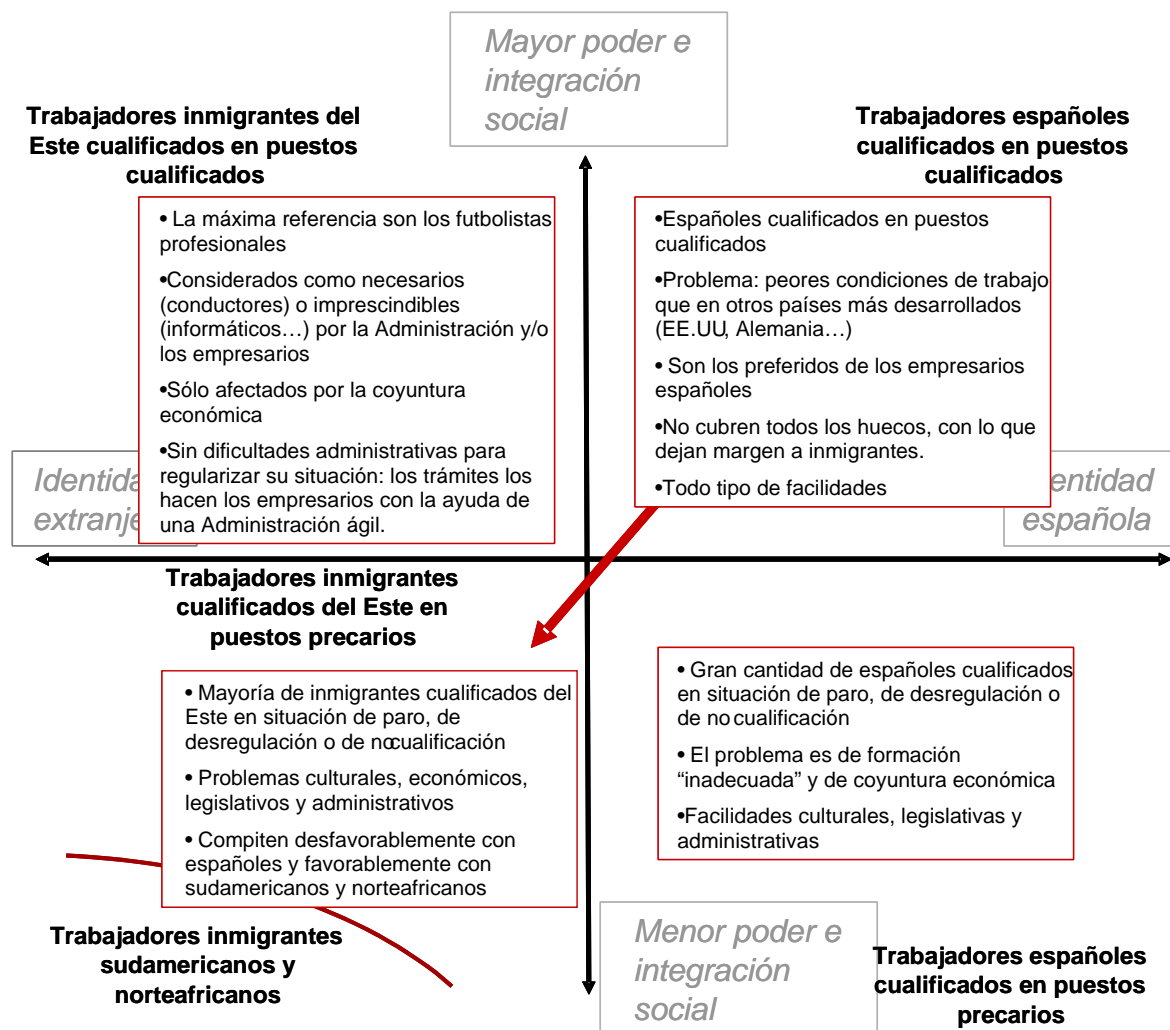 Mayor poder e
integración
social
Trabajadores inmigrantes del
Este cualificados en puestos
cualificados
Trabajadores españoles
cualificados en puestos
cualificados
• La máxima referencia son los futbolistas
profesionales
•Considerados como necesarios
(conductores) o imprescindibles
(informáticos…) por la Administración y/o
los empresarios
•Sólo afectados por la coyuntura
económica
•Sin dificultades administrativas para
regularizar su situación: los trámites los
hacen los empresarios con la ayuda de
una Administración ágil.
•Españoles cualificados en puestos
cualificados
•Problema: peores condiciones de trabajo
que en otros países más desarrollados
(EE.UU, Alemania…)
• Son los preferidos de los empresarios
españoles
•No cubren todos los huecos, con lo que
dejan margen a inmigrantes.
•Todo tipo de facilidades
Identida
extranje
entidad
española
Trabajadores inmigrantes
cualificados del Este en
puestos precarios
• Mayoría de inmigrantes cualificados del
Este en situación de paro, de
desregulación o de no cualificación
• Problemas culturales, económicos,
legislativos y administrativos
• Compiten desfavorablemente con
españoles y favorablemente con
sudamericanos y norteafricanos
• Gran cantidad de españoles cualificados
en situación de paro, de desregulación o
de no cualificación
• El problema es de formación
“inadecuada” y de coyuntura económica
•Facilidades culturales, legislativas y
administrativas
Trabajadores inmigrantes
sudamericanos y
norteafricanos
Menor poder e
integración
social
Trabajadores españoles
cualificados en puestos
precarios